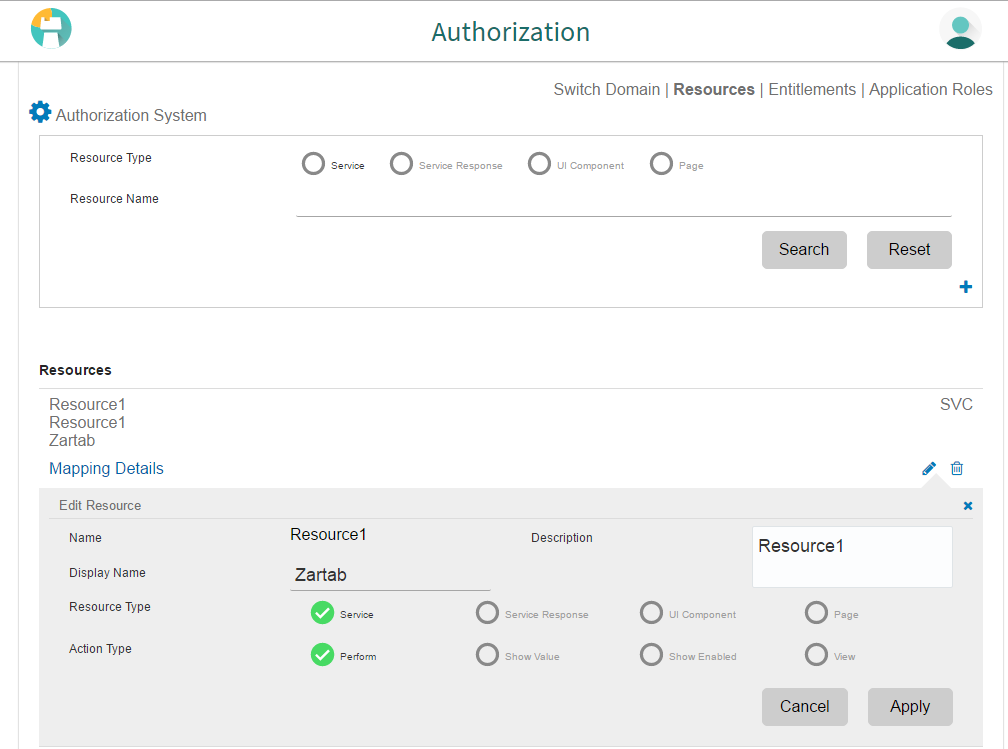 Authorization
Switch Domain | Resources | Entitlements | Application Roles
Authorization System
Resource Type Service Service Response UI Component Page
Resource Name
Search Reset
Resources
Resource1 SVC
Resource1
Zartab
Mapping Details
Edit Resource
Name Resource1 Description Resource1
Display Name Zartab
Resource Type Service Service Response UI Component Page
Action Type Perform Show Value Show Enabled View
Cancel Apply